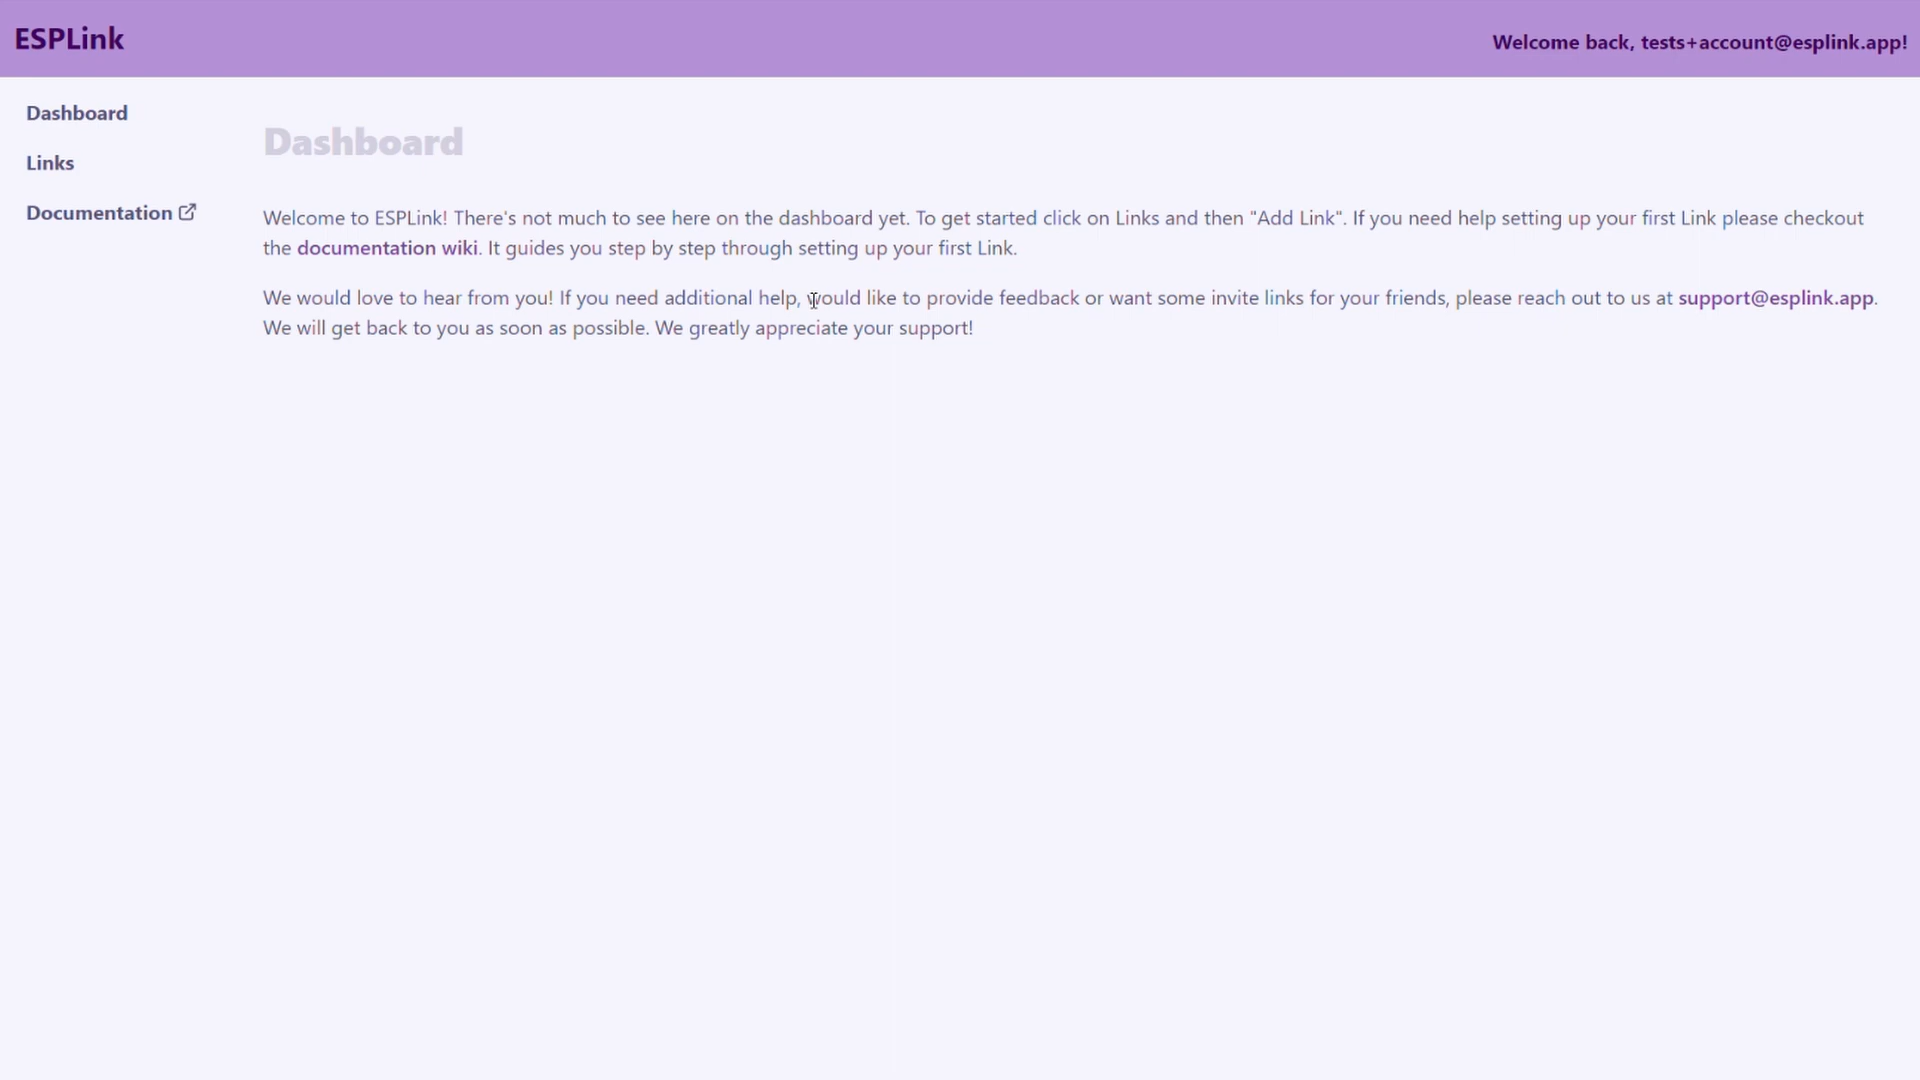 ESPLink
Welcome back, tests+account@esplink.app!
Dashboard
Links
Documentation
Dashboard
Welcome to ESPLink! There's not much to see here on the dashboard yet. To get started click on Links and then "Add Link". If you need help setting up your first Link please checkout
the documentation wiki. It guides you step by step through setting up your first Link.
We would love to hear from you! If you need additional help, would like to provide feedback or want some invite links for your friends, please reach out to us at support@esplink.app.
We will get back to you as soon as possible. We greatly appreciate your support!